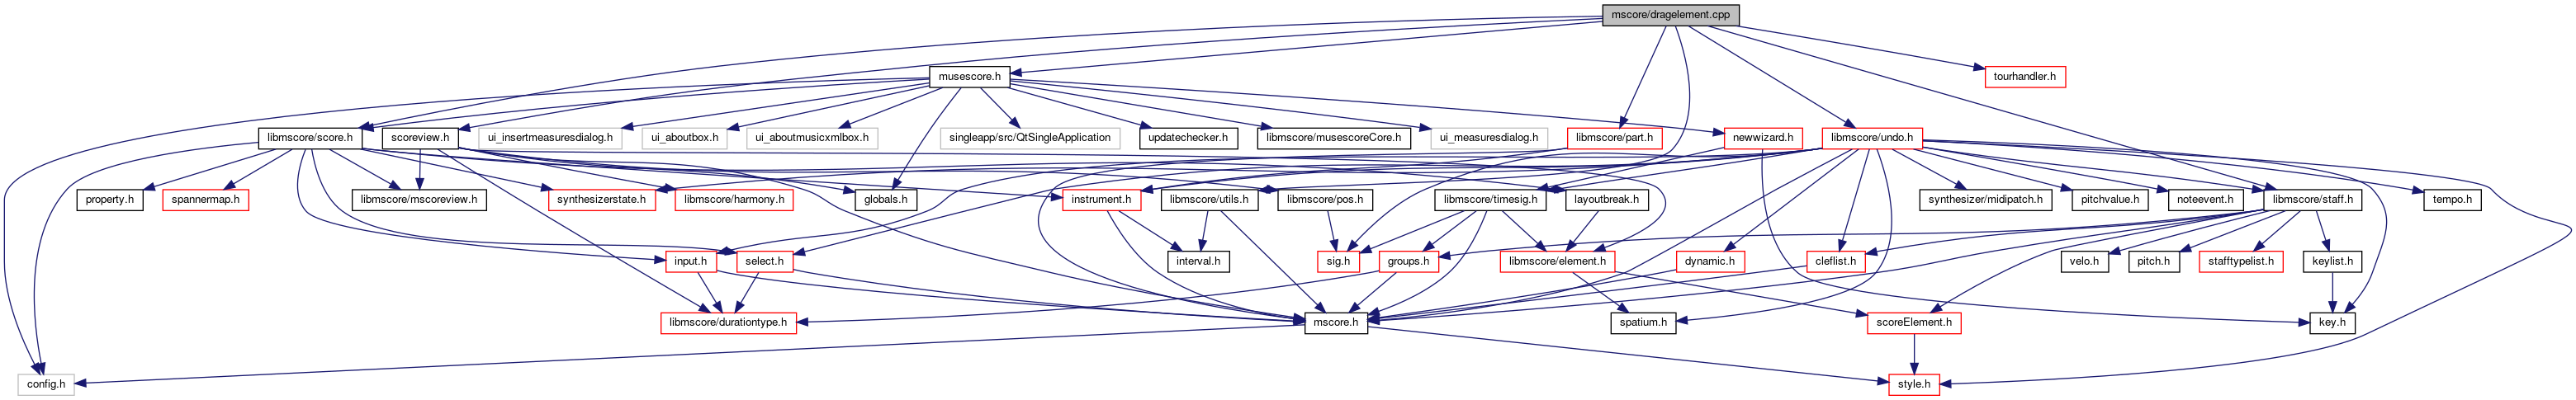 mscore/dragelement.cpp
musescore.h
tourhandler.h
libmscore/score.h
scoreview.h
ui_insertmeasuresdialog.h
ui_aboutbox.h
ui_aboutmusicxmlbox.h
singleapp/src/QtSingleApplication
updatechecker.h
libmscore/musescoreCore.h
ui_measuresdialog.h
libmscore/part.h
newwizard.h
libmscore/undo.h
property.h
spannermap.h
libmscore/mscoreview.h
synthesizerstate.h
libmscore/harmony.h
globals.h
instrument.h
libmscore/utils.h
libmscore/pos.h
libmscore/timesig.h
layoutbreak.h
synthesizer/midipatch.h
pitchvalue.h
noteevent.h
libmscore/staff.h
tempo.h
input.h
select.h
interval.h
sig.h
groups.h
libmscore/element.h
dynamic.h
cleflist.h
velo.h
pitch.h
stafftypelist.h
keylist.h
libmscore/durationtype.h
mscore.h
spatium.h
scoreElement.h
key.h
config.h
style.h